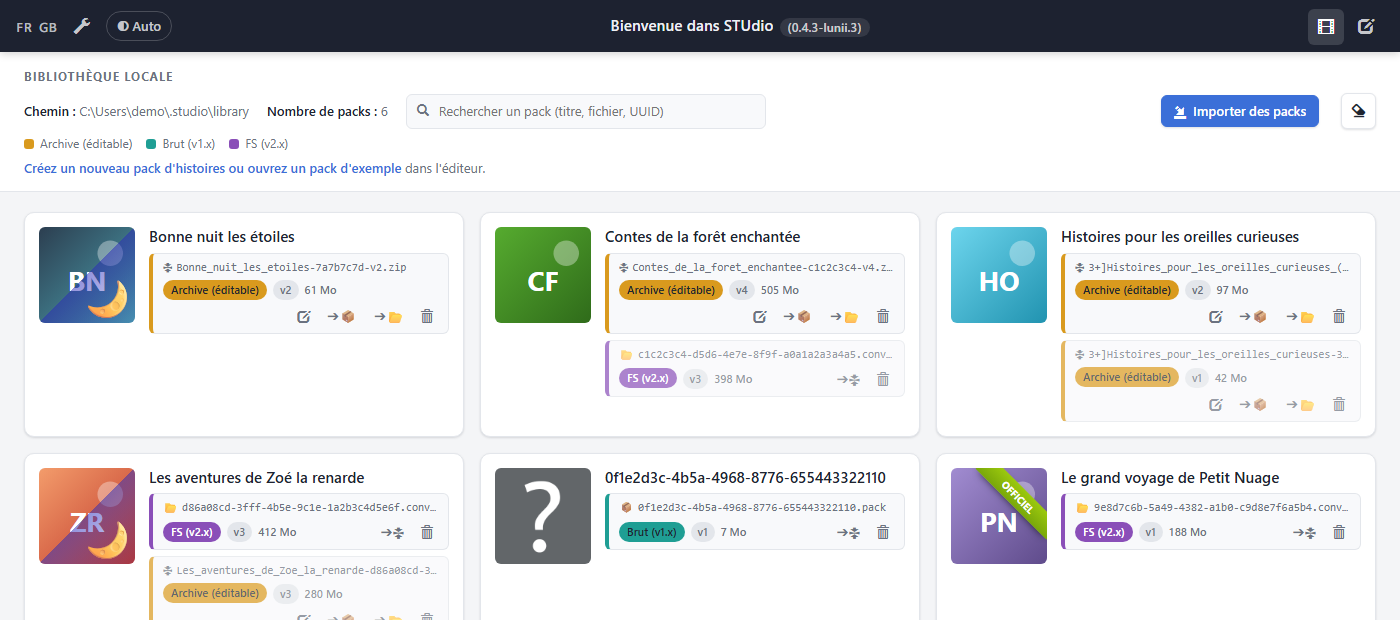 FR GB Auto
Bienvenue dans STUdio (0.4.3-lunii.3)
BIBLIOTHÈQUE LOCALE
Chemin : C:\Users\demo\.studio\library Nombre de packs : 6
Rechercher un pack (titre, fichier, UUID)
Importer des packs
Archive (éditable) Brut (v1.x) FS (v2.x)
Créez un nouveau pack d'histoires ou ouvrez un pack d'exemple dans l'éditeur.
BN
Bonne nuit les étoiles
Bonne_nuit_les_etoiles-7a7b7c7d-v2.zip
Archive (éditable) v2 61 Mo
CF
Contes de la forêt enchantée
Contes_de_la_foret_enchantee-c1c2c3c4-v4.z…
Archive (éditable) v4 505 Mo
c1c2c3c4-d5d6-4e7e-8f9f-a0a1a2a3a4a5.conv…
FS (v2.x) v3 398 Mo
HO
Histoires pour les oreilles curieuses
3+]Histoires_pour_les_oreilles_curieuses_(…
Archive (éditable) v2 97 Mo
3+]Histoires_pour_les_oreilles_curieuses-3…
Archive (éditable) v1 42 Mo
ZR
Les aventures de Zoé la renarde
d86a08cd-3fff-4b5e-9c1e-1a2b3c4d5e6f.conv…
FS (v2.x) v3 412 Mo
Les_aventures_de_Zoe_la_renarde-d86a08cd-3…
Archive (éditable) v3 280 Mo
?
0f1e2d3c-4b5a-4968-8776-655443322110
0f1e2d3c-4b5a-4968-8776-655443322110.pack
Brut (v1.x) v1 7 Mo
PN
OFFICIEL
Le grand voyage de Petit Nuage
9e8d7c6b-5a49-4382-a1b0-c9d8e7f6a5b4.conv…
FS (v2.x) v1 188 Mo